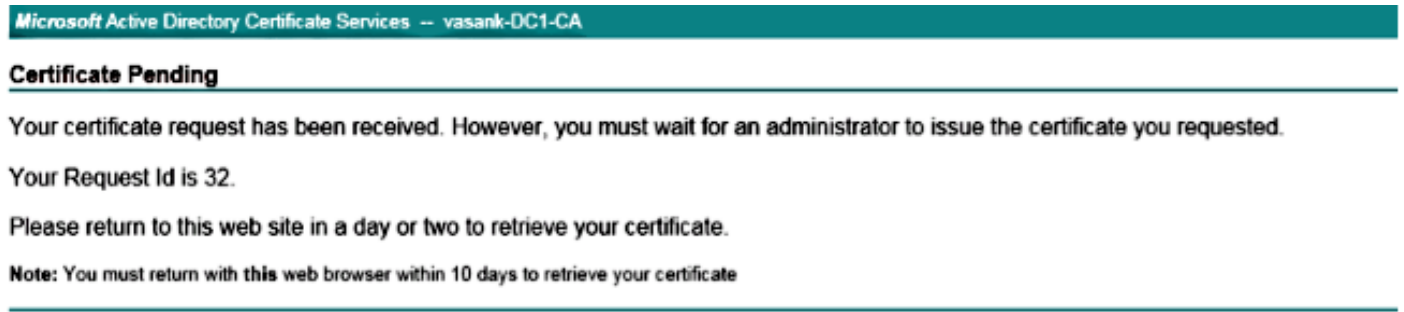 Microsoft Active Directory Certificate Services -- vasank-DC1-CA
Certificate Pending
Your certificate request has been received. However, you must wait for an administrator to issue the certificate you requested.
Your Request Id is 32.
Please return to this web site in a day or two to retrieve your certificate.
Note: You must return with this web browser within 10 days to retrieve your certificate